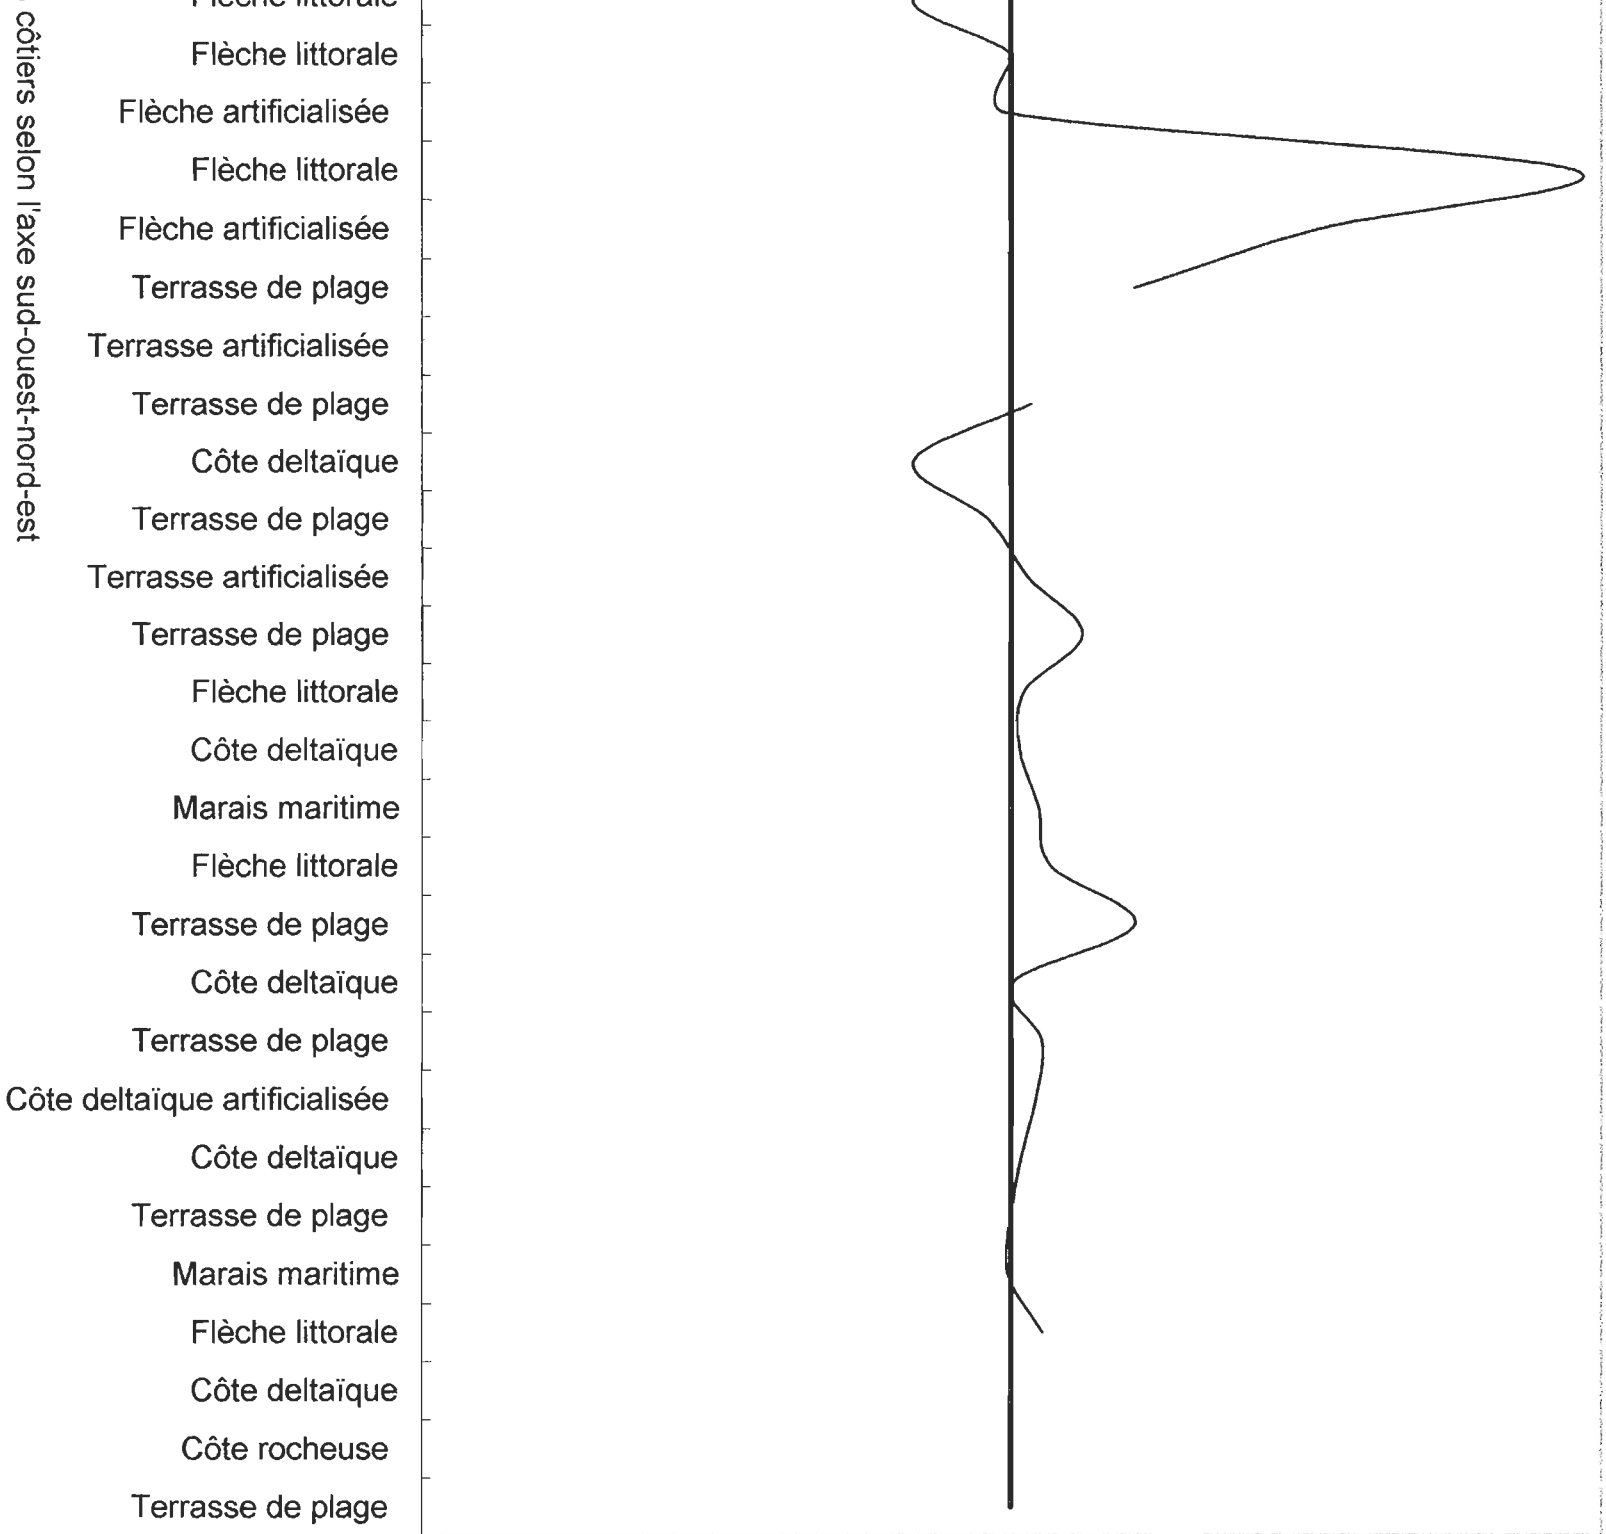 Flèche littorale
Flèche littorale
Flèche artificialisée
Flèche littorale
Flèche artificialisée
Terrasse de plage
Terrasse artificialisée
Terrasse de plage
Côte deltaïque
Terrasse de plage
Terrasse artificialisée
Terrasse de plage
Flèche littorale
Côte deltaïque
Marais maritime
Flèche littorale
Terrasse de plage
Côte deltaïque
Terrasse de plage
Côte deltaïque artificialisée
Côte deltaïque
Terrasse de plage
Marais maritime
Flèche littorale
Côte deltaïque
Côte rocheuse
Terrasse de plage
côtiers selon l'axe sud-ouest-nord-est